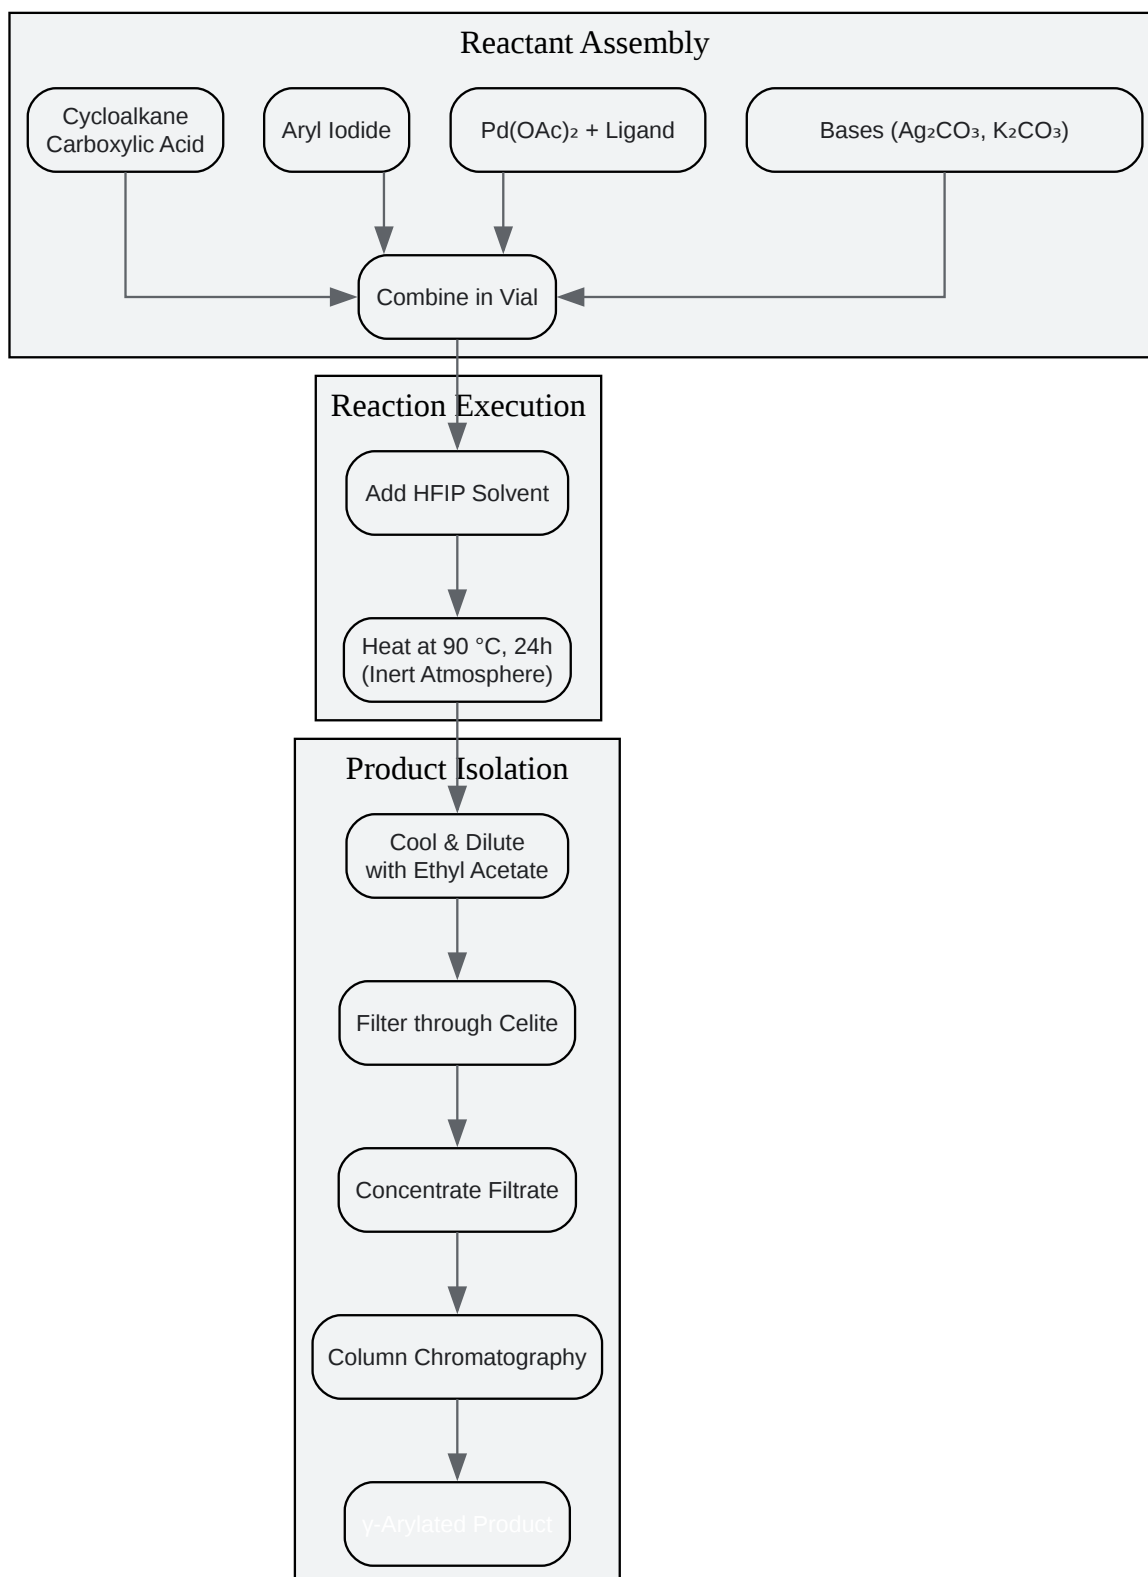 Reactant Assembly
Cycloalkane
Carboxylic Acid
Aryl Iodide
Pd(OAc)₂ + Ligand
Bases (Ag₂CO₃, K₂CO₃)
Combine in Vial
Reaction Execution
Add HFIP Solvent
Heat at 90 °C, 24h
(Inert Atmosphere)
Product Isolation
Cool & Dilute
with Ethyl Acetate
Filter through Celite
Concentrate Filtrate
Column Chromatography
γ-Arylated Product